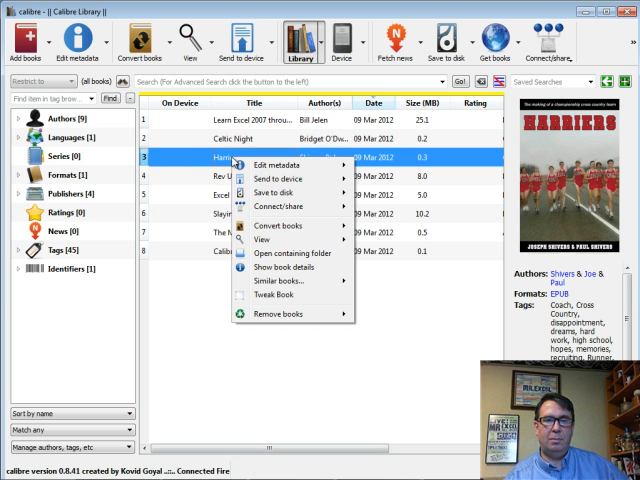 calibre - || Calibre Library ||
Add books
Edit metadata
Convert books
View
Send to device
Library
Device
Fetch news
Save to disk
Get books
Connect/share
Restrict to
(all books)
Search (For Advanced Search click the button to the left)
Go!
Saved Searches
Find item in tag brow...
Find
-
On Device Title Author(s) Date Size (MB) Rating
Authors [9]
Languages [1]
Series [0]
Formats [1]
Publishers [4]
Ratings [0]
News [0]
Tags [45]
Identifiers [1]
1 Learn Excel 2007 throu... Bill Jelen 09 Mar 2012 25.1
2 Celtic Night Bridget O'Dw... 09 Mar 2012 0.2
3 09 Mar 2012 0.3
4 Rev 09 Mar 2012 8.0
5 Excel 09 Mar 2012 5.0
6 Slayin 09 Mar 2012 10.2
7 The 09 Mar 2012 0.5
8 Calib 09 Mar 2012 0.1
Edit metadata
Send to device
Save to disk
Connect/share
Convert books
View
Open containing folder
Show book details
Similar books...
Tweak Book
Remove books
The making of a championship cross country team
HARRIERS
JOSEPH SHIVERS & PAUL SHIVERS
Authors: Shivers & Joe &
Paul
Formats: EPUB
Tags: Coach, Cross
Country,
disappointment,
dreams, hard
work, high school,
hopes, memories,
recruiting, Runner,
Sort by name
Match any
Manage authors, tags, etc
calibre version 0.8.41 created by Kovid Goyal ..::.. Connected Fire
LIVE!
MR EXCEL
MR.EXCEL